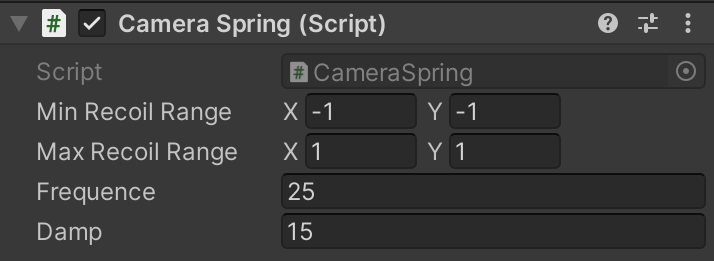 Camera Spring (Script)
Script CameraSpring
Min Recoil Range X -1 Y -1
Max Recoil Range X 1 Y 1
Frequence 25
Damp 15